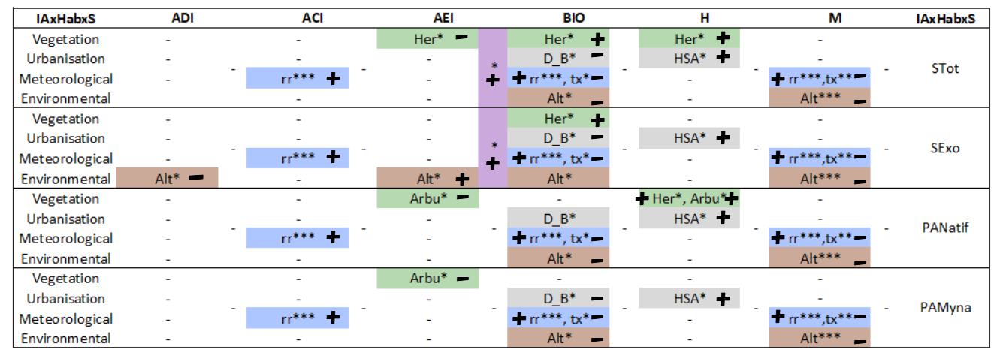 IAxHabxS ADI ACI AEI BIO H M IAxHabxS
Vegetation - - Her* − Her* + Her* + -
Urbanisation - - - D_B* − HSA* + -
- - * + - - - STot
Meteorological - rr*** + - + rr***, tx* − - + rr***,tx** −
Environmental - - - Alt* − - Alt*** −
Vegetation - - - Her* + - -
Urbanisation - - - D_B* − HSA* + -
- - * + - - - SExo
Meteorological - rr*** + - + rr***, tx* − - + rr***,tx** −
Environmental Alt* − - Alt* + Alt* - Alt*** −
Vegetation - - Arbu* − - + Her*, Arbu* + -
Urbanisation - - - D_B* HSA* + -
- - - - - - PANatif
Meteorological - rr*** + - + rr***, tx* − - + rr***,tx** −
Environmental - - - Alt* − - Alt*** −
Vegetation - - Arbu* − - - -
Urbanisation - - - D_B* − HSA* + -
- - - - - - PAMyna
Meteorological - rr*** + - + rr***, tx* − - + rr***,tx** −
Environmental - - - Alt* − - Alt*** −